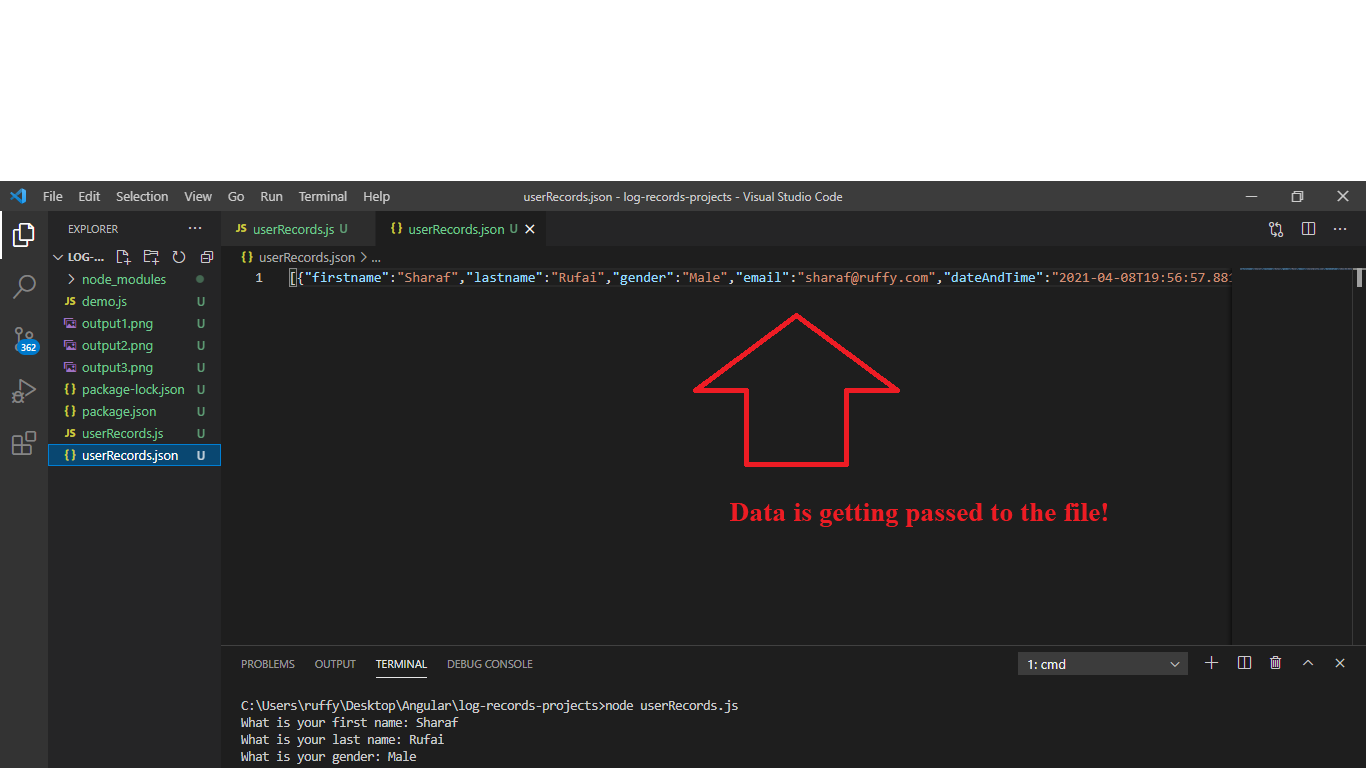 File Edit Selection View Go Run Terminal Help userRecords.json - log-records-projects - Visual Studio Code
EXPLORER ···
JS userRecords.js U {} userRecords.json U
LOG-...
{} userRecords.json > ...
1 [{"firstname":"Sharaf","lastname":"Rufai","gender":"Male","email":"sharaf@ruffy.com","dateAndTime":"2021-04-08T19:56:57.881
node_modules
JS demo.js U
output1.png U
output2.png U
output3.png U
{} package-lock.json U
{} package.json U
JS userRecords.js U
{} userRecords.json U
362
Data is getting passed to the file!
PROBLEMS OUTPUT TERMINAL DEBUG CONSOLE 1: cmd
C:\Users\ruffy\Desktop\Angular\log-records-projects>node userRecords.js
What is your first name: Sharaf
What is your last name: Rufai
What is your gender: Male